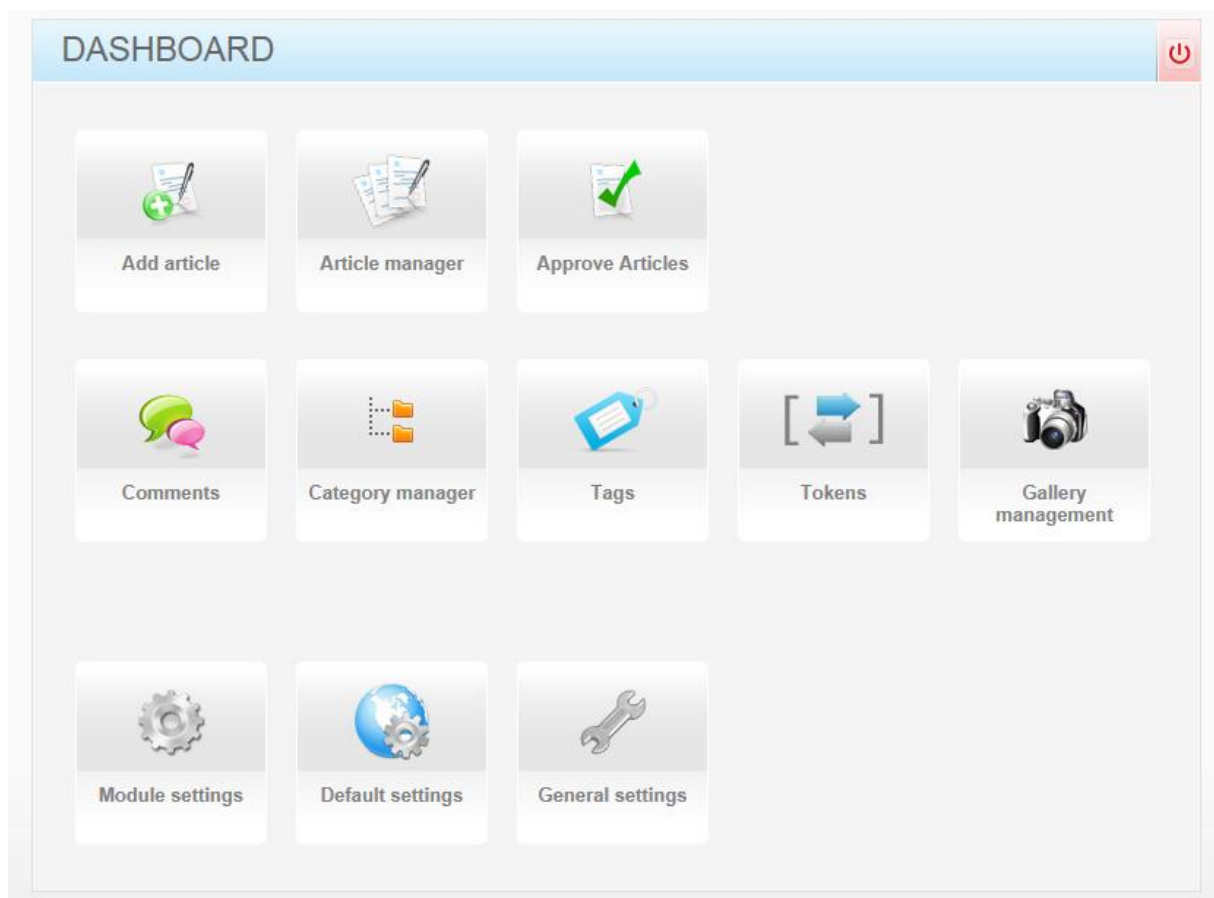 DASHBOARD
Add article
Article manager
Approve Articles
Comments
Category manager
Tags
Tokens
Gallery
management
Module settings
Default settings
General settings